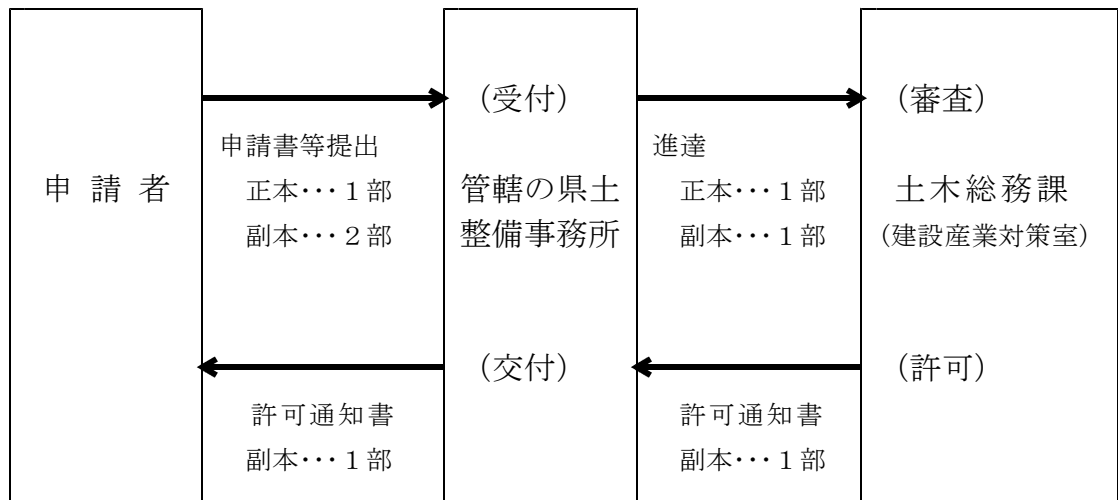 (受付)
(審査)
申請書等提出
進達
申 請 者
正本･･･１部
管轄の県土
正本･･･１部
土木総務課
副本･･･２部
整備事務所
副本･･･１部
(建設産業対策室)
(交付)
(許可)
許可通知書
許可通知書
副本･･･１部
副本･･･１部